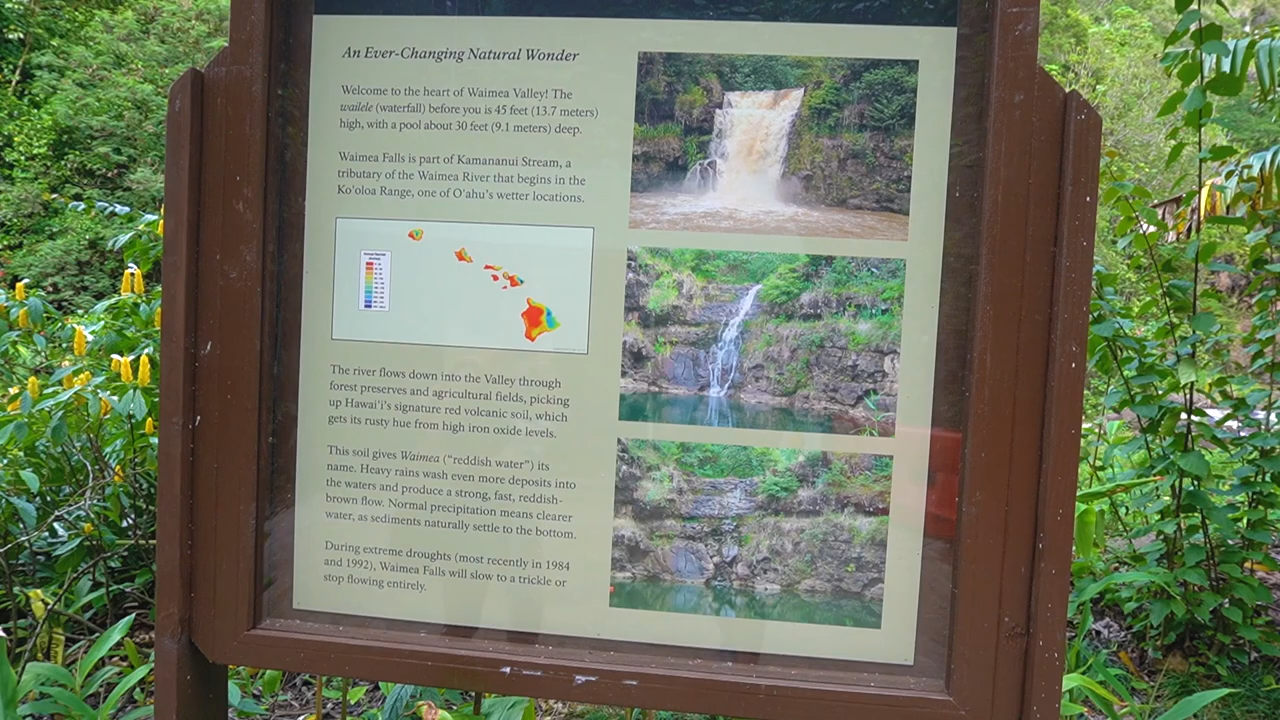 An Ever-Changing Natural Wonder
Welcome to the heart of Waimea Valley! The
wailele (waterfall) before you is 45 feet (13.7 meters)
high, with a pool about 30 feet (9.1 meters) deep.
Waimea Falls is part of Kamananui Stream, a
tributary of the Waimea River that begins in the
Ko'oloa Range, one of O'ahu's wetter locations.
The river flows down into the Valley through
forest preserves and agricultural fields, picking
up Hawai'i's signature red volcanic soil, which
gets its rusty hue from high iron oxide levels.
This soil gives Waimea ("reddish water") its
name. Heavy rains wash even more deposits into
the waters and produce a strong, fast, reddish-
brown flow. Normal precipitation means clearer
water, as sediments naturally settle to the bottom.
During extreme droughts (most recently in 1984
and 1992), Waimea Falls will slow to a trickle or
stop flowing entirely.